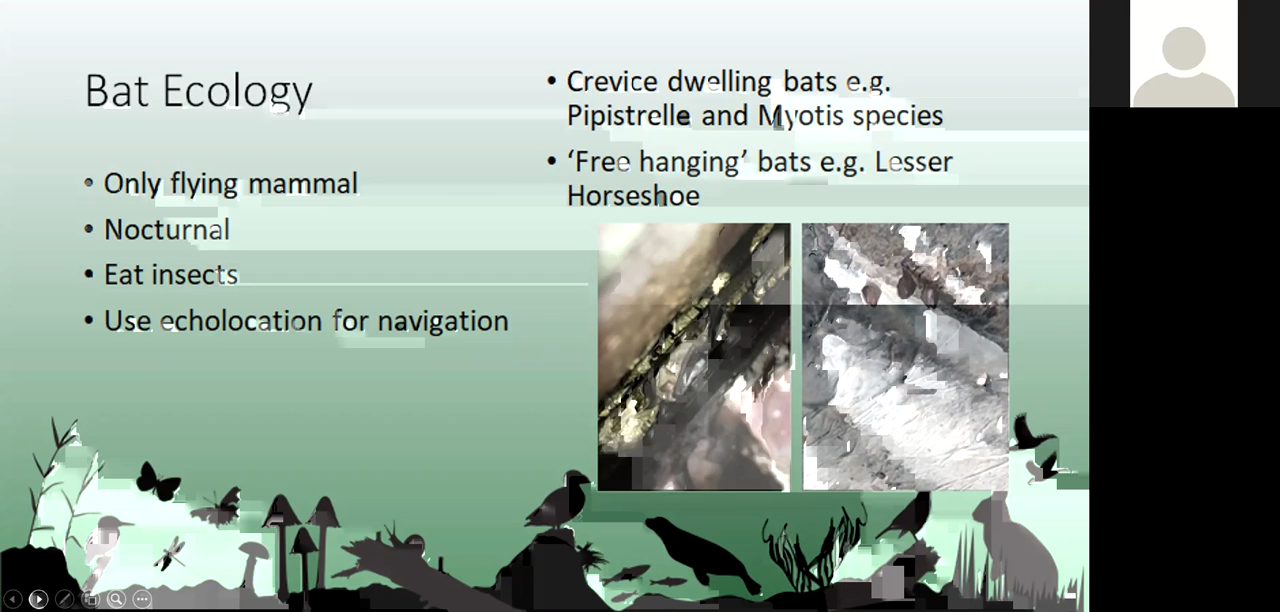 Bat Ecology
• Only flying mammal
• Nocturnal
• Eat insects
• Use echolocation for navigation
• Crevice dwelling bats e.g.
Pipistrelle and Myotis species
• ‘Free hanging’ bats e.g. Lesser
Horseshoe